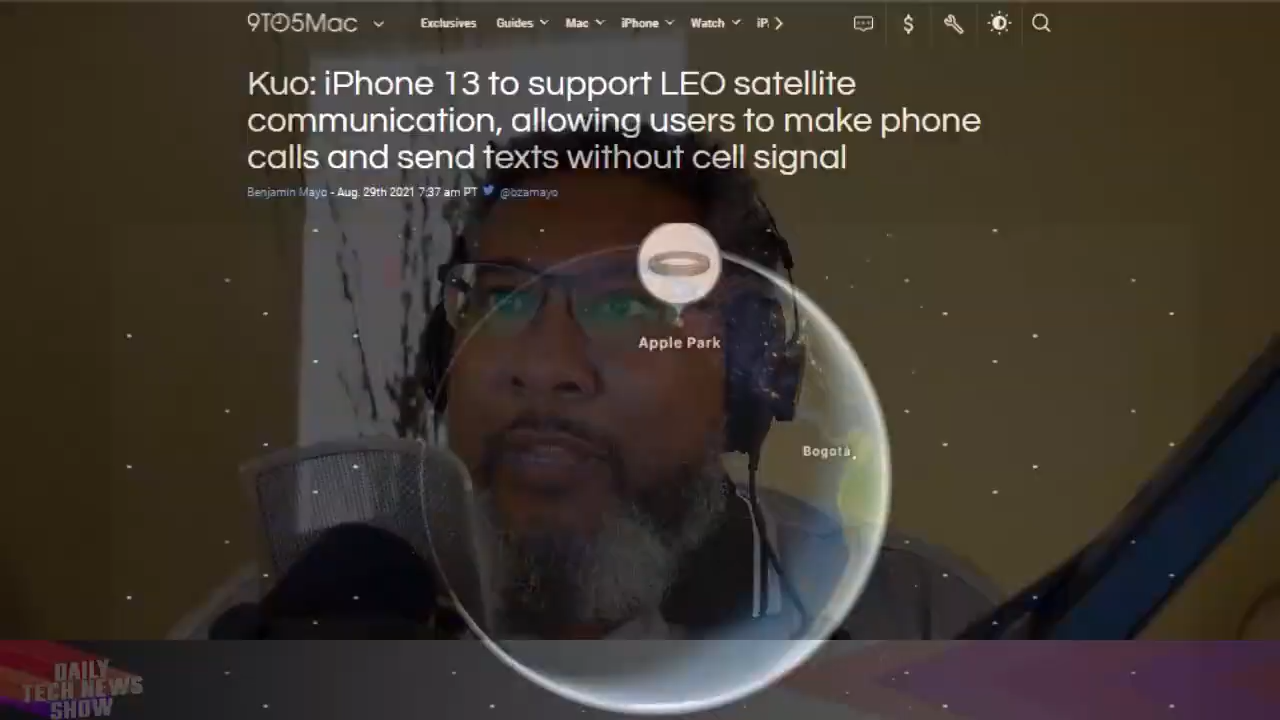 9TO5Mac
Exclusives Guides Mac iPhone Watch iP
Kuo: iPhone 13 to support LEO satellite
communication, allowing users to make phone
calls and send texts without cell signal
Benjamin Mayo - Aug. 29th 2021 7:37 am PT @bzamayo
Apple Park
Bogotá
DAILY
TECH NEWS
SHOW